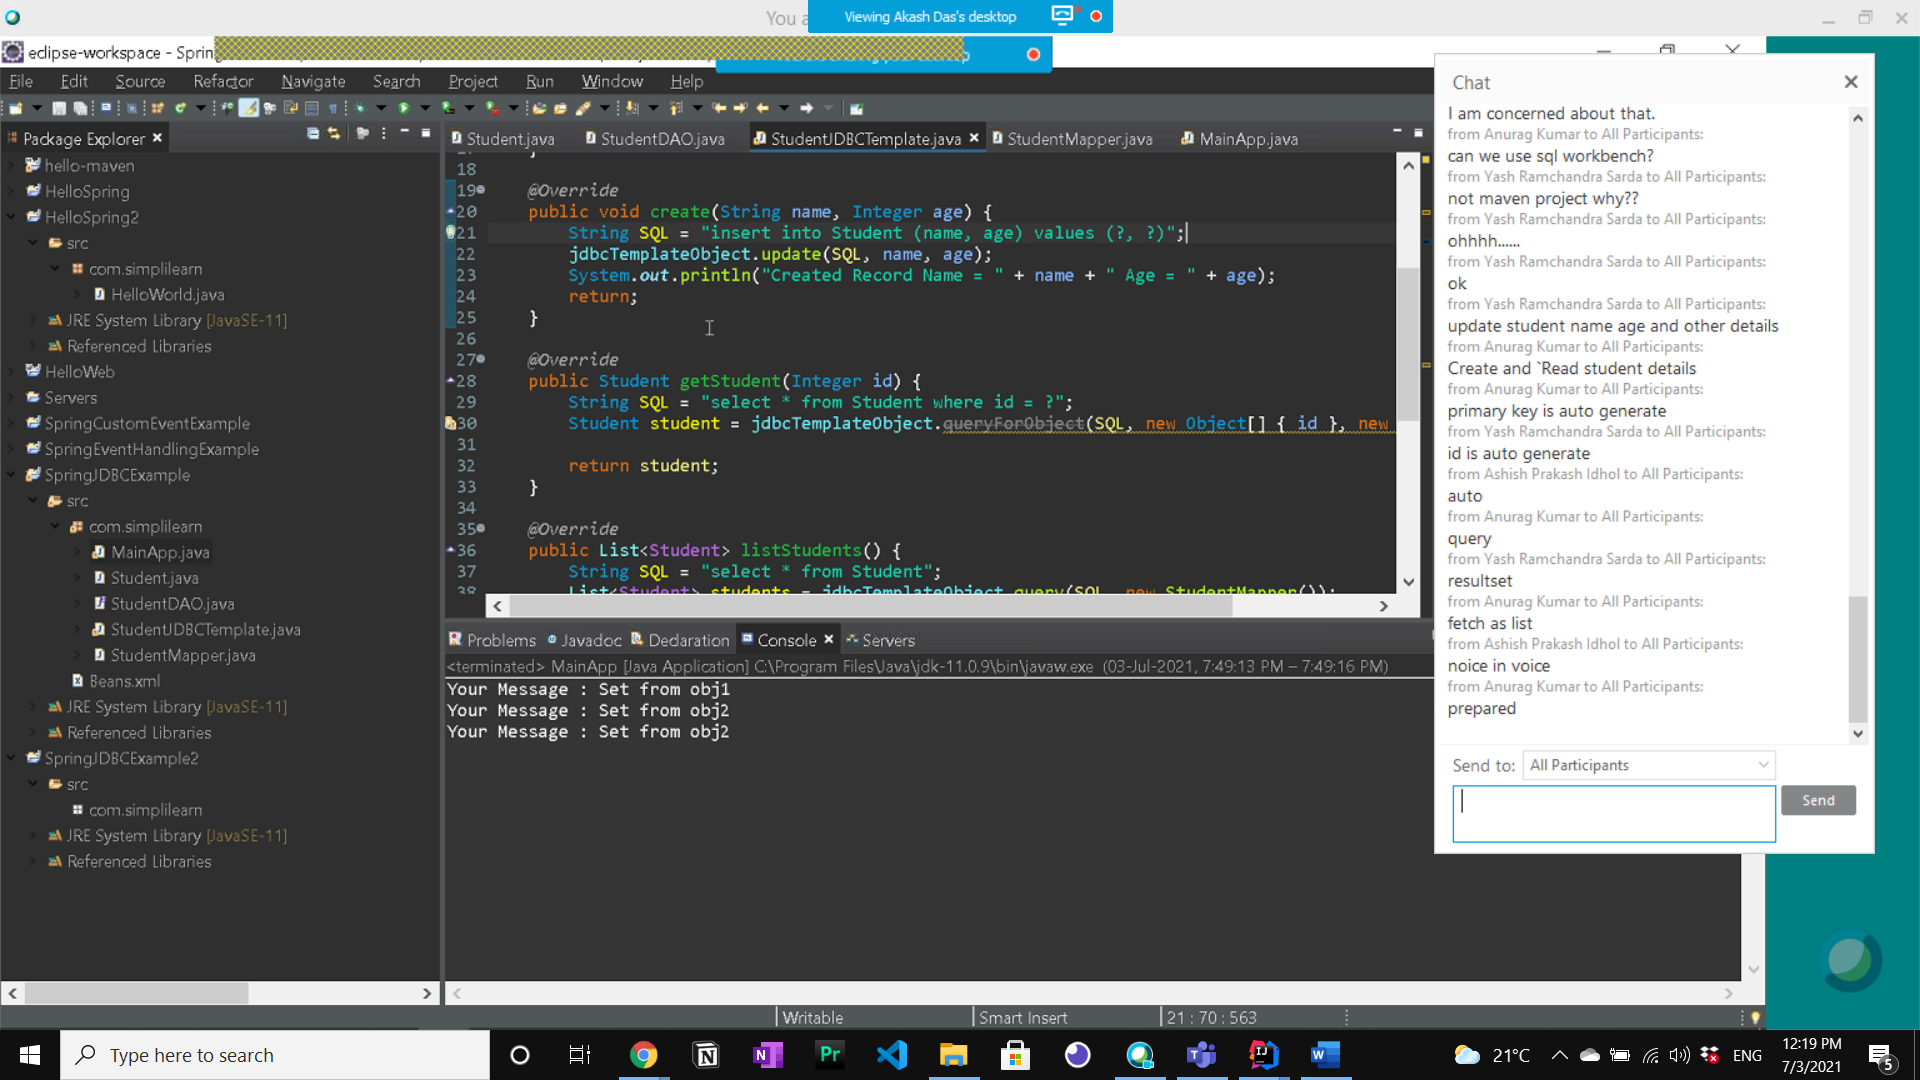 You a
Viewing Akash Das's desktop
eclipse-workspace - Sprin
File Edit Source Refactor Navigate Search Project Run Window Help
Package Explorer
hello-maven
HelloSpring
HelloSpring2
src
com.simplilearn
HelloWorld.java
JRE System Library [JavaSE-11]
Referenced Libraries
HelloWeb
Servers
SpringCustomEventExample
SpringEventHandlingExample
SpringJDBCExample
src
com.simplilearn
MainApp.java
Student.java
StudentDAO.java
StudentJDBCTemplate.java
StudentMapper.java
Beans.xml
JRE System Library [JavaSE-11]
Referenced Libraries
SpringJDBCExample2
src
com.simplilearn
JRE System Library [JavaSE-11]
Referenced Libraries
Student.java StudentDAO.java StudentJDBCTemplate.java StudentMapper.java MainApp.java
18
19 @Override
20 public void create(String name, Integer age) {
21 String SQL = "insert into Student (name, age) values (?, ?)";
22 jdbcTemplateObject.update(SQL, name, age);
23 System.out.println("Created Record Name = " + name + " Age = " + age);
24 return;
25 }
26
27 @Override
28 public Student getStudent(Integer id) {
29 String SQL = "select * from Student where id = ?";
30 Student student = jdbcTemplateObject.queryForObject(SQL, new Object[] { id }, new
31
32 return student;
33 }
34
35 @Override
36 public List<Student> listStudents() {
37 String SQL = "select * from Student";
38 List<Student> students = jdbcTemplateObject.query(SQL, new StudentMapper());
Problems Javadoc Declaration Console Servers
<terminated> MainApp [Java Application] C:\Program Files\Java\jdk-11.0.9\bin\javaw.exe (03-Jul-2021, 7:49:13 PM – 7:49:16 PM)
Your Message : Set from obj1
Your Message : Set from obj2
Your Message : Set from obj2
Writable Smart Insert 21 : 70 : 563
Chat
I am concerned about that.
from Anurag Kumar to All Participants:
can we use sql workbench?
from Yash Ramchandra Sarda to All Participants:
not maven project why??
from Yash Ramchandra Sarda to All Participants:
ohhhh......
from Yash Ramchandra Sarda to All Participants:
ok
from Yash Ramchandra Sarda to All Participants:
update student name age and other details
from Anurag Kumar to All Participants:
Create and `Read student details
from Anurag Kumar to All Participants:
primary key is auto generate
from Yash Ramchandra Sarda to All Participants:
id is auto generate
from Ashish Prakash Idhol to All Participants:
auto
from Anurag Kumar to All Participants:
query
from Yash Ramchandra Sarda to All Participants:
resultset
from Anurag Kumar to All Participants:
fetch as list
from Ashish Prakash Idhol to All Participants:
noice in voice
from Anurag Kumar to All Participants:
prepared
Send to: All Participants
Send
Type here to search
21°C ENG
12:19 PM
7/3/2021
5